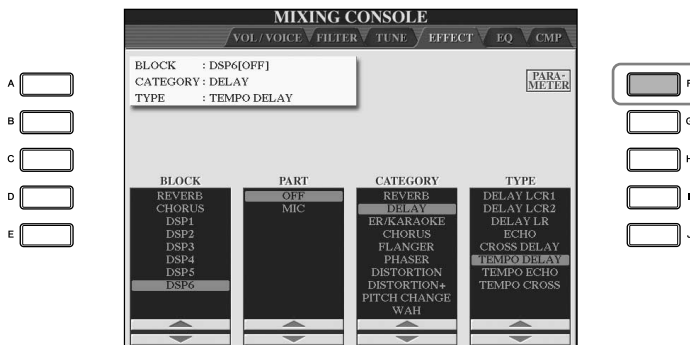 MIXING CONSOLE
VOL / VOICE FILTER TUNE EFFECT EQ CMP
BLOCK : DSP6[OFF]
CATEGORY : DELAY
TYPE : TEMPO DELAY
PARA-
METER
A
B
C
D
E
F
G
H
I
J
BLOCK
REVERB
CHORUS
DSP1
DSP2
DSP3
DSP4
DSP5
DSP6
PART
OFF
MIC
CATEGORY
REVERB
DELAY
ER/KARAOKE
CHORUS
FLANGER
PHASER
DISTORTION
DISTORTION+
PITCH CHANGE
WAH
TYPE
DELAY LCR1
DELAY LCR2
DELAY LR
ECHO
CROSS DELAY
TEMPO DELAY
TEMPO ECHO
TEMPO CROSS